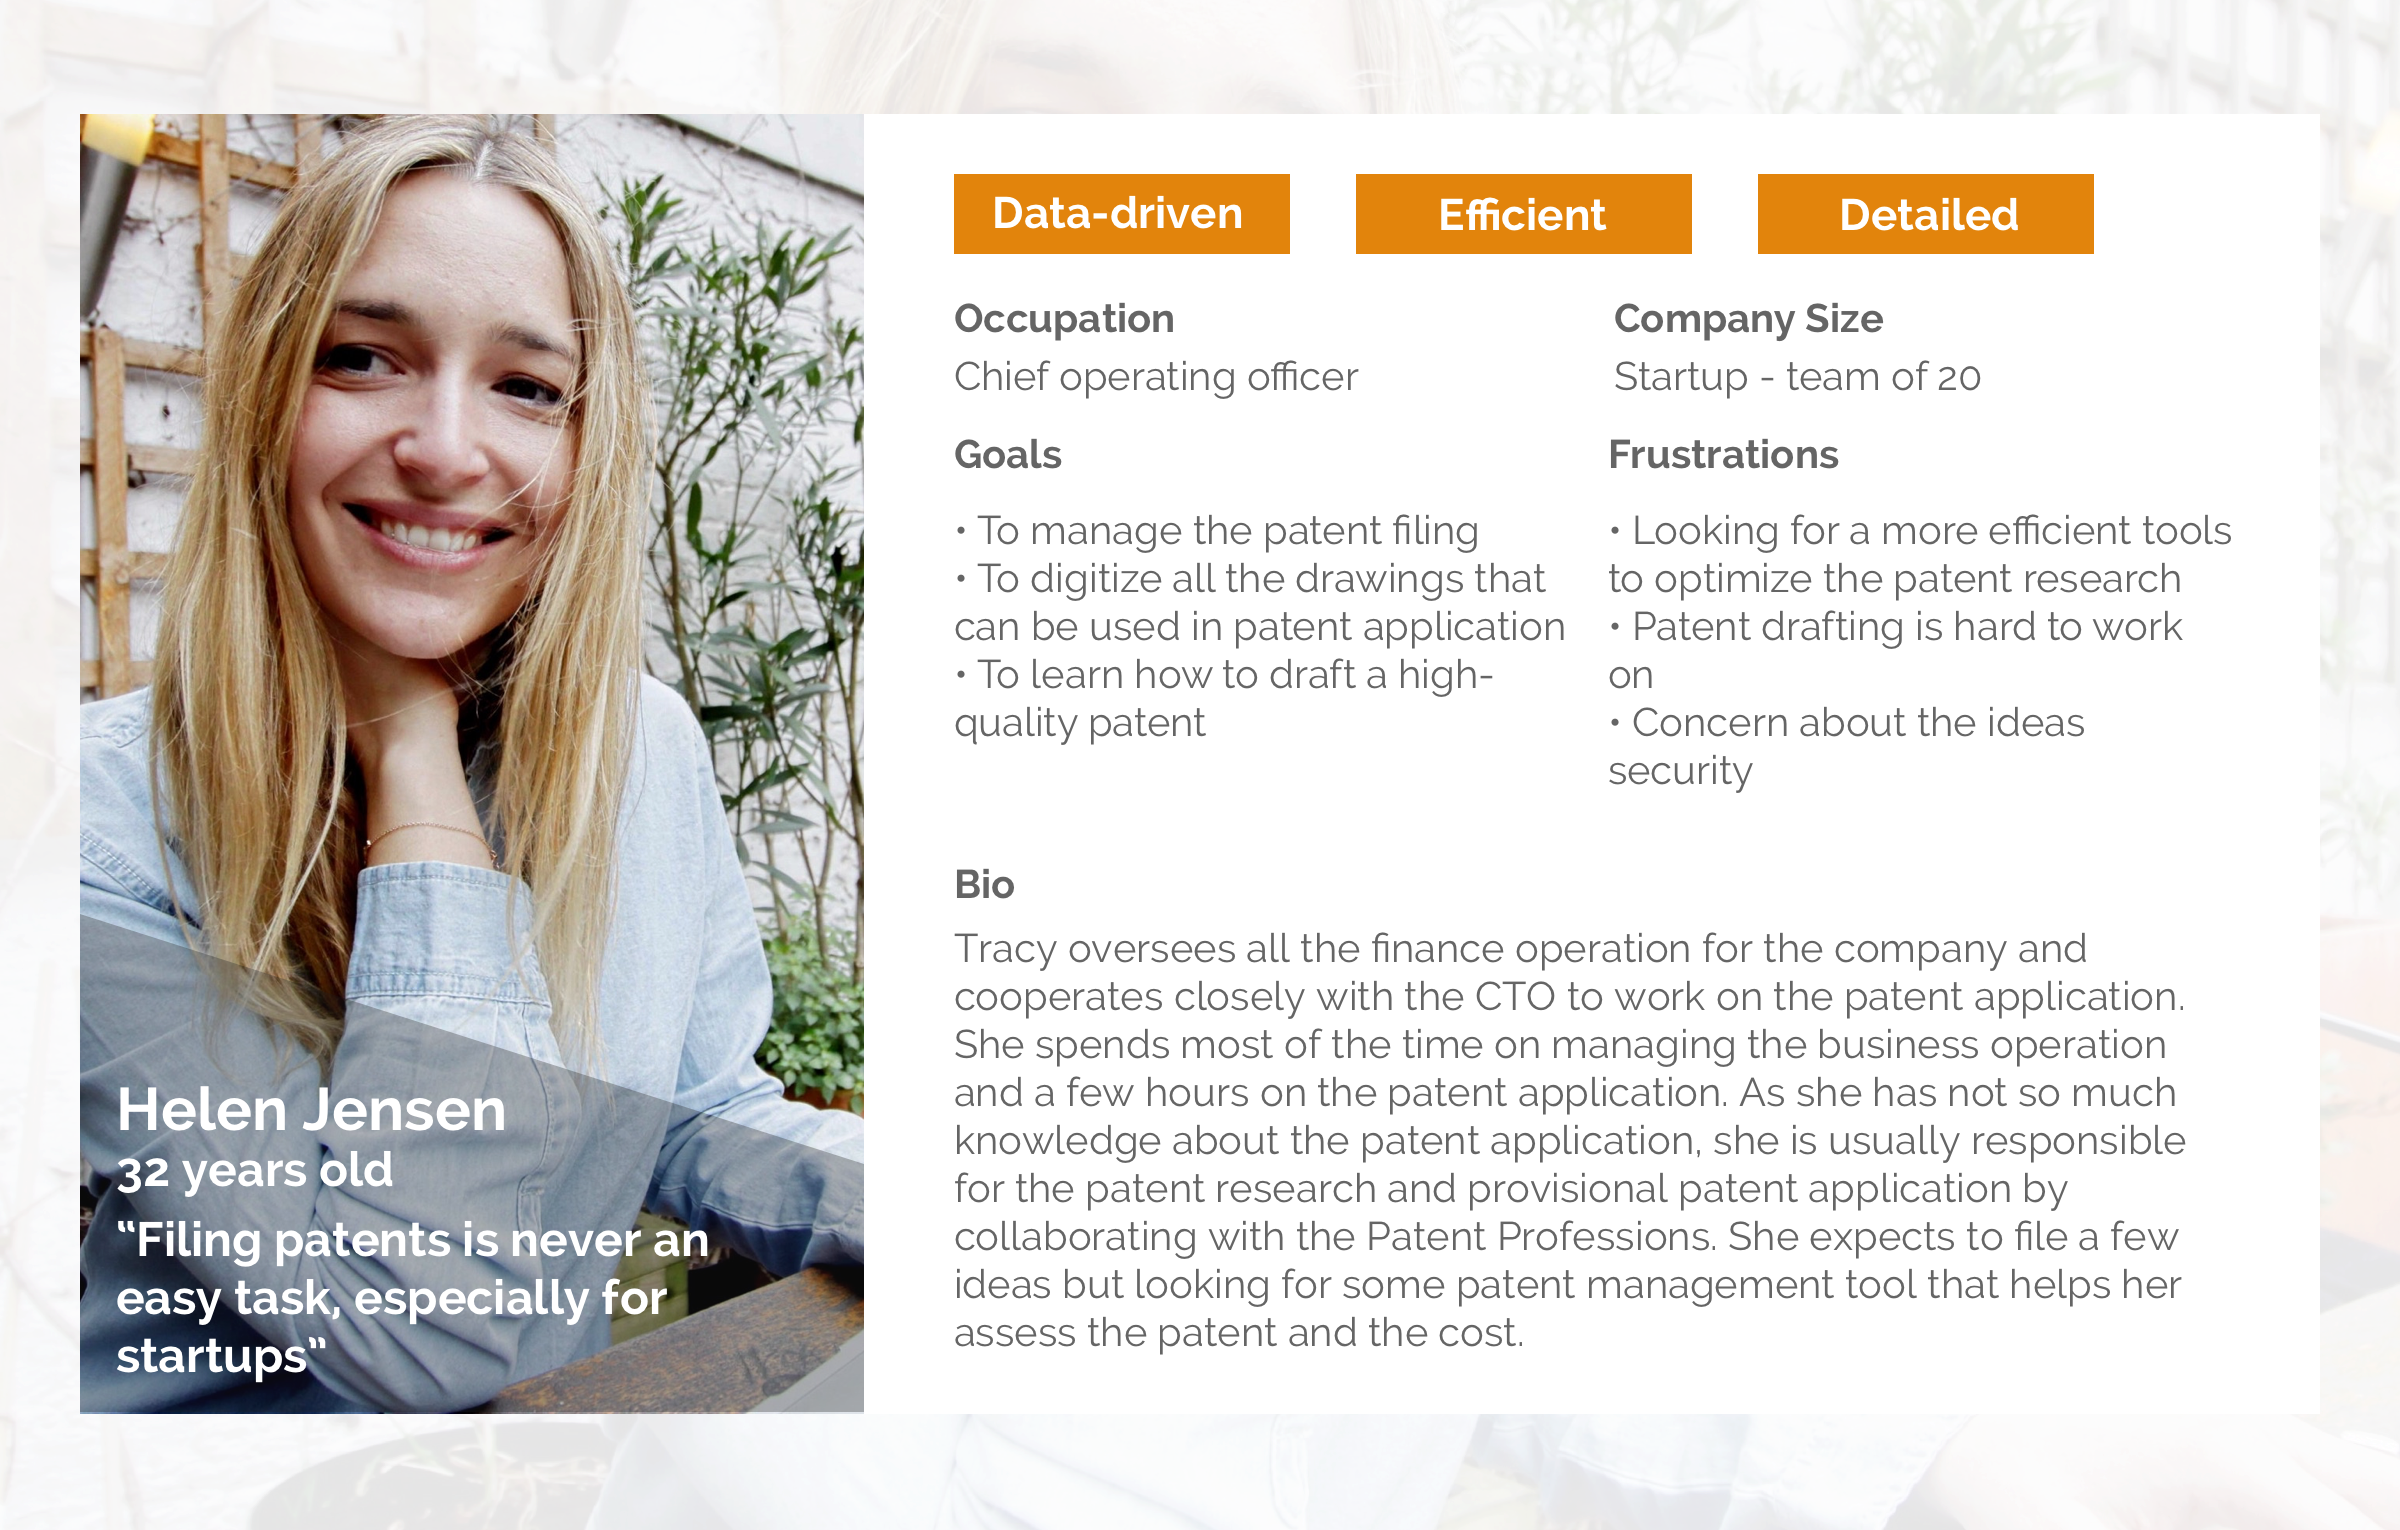 Data-driven
Efficient
Detailed
Occupation
Chief operating officer
Company Size
Startup - team of 20
Goals
• To manage the patent filing
• To digitize all the drawings that
can be used in patent application
• To learn how to draft a high-
quality patent
Frustrations
• Looking for a more efficient tools
to optimize the patent research
• Patent drafting is hard to work
on
• Concern about the ideas
security
Bio
Tracy oversees all the finance operation for the company and
cooperates closely with the CTO to work on the patent application.
She spends most of the time on managing the business operation
and a few hours on the patent application. As she has not so much
knowledge about the patent application, she is usually responsible
for the patent research and provisional patent application by
collaborating with the Patent Professions. She expects to file a few
ideas but looking for some patent management tool that helps her
assess the patent and the cost.
Helen Jensen
32 years old
“Filing patents is never an
easy task, especially for
startups”